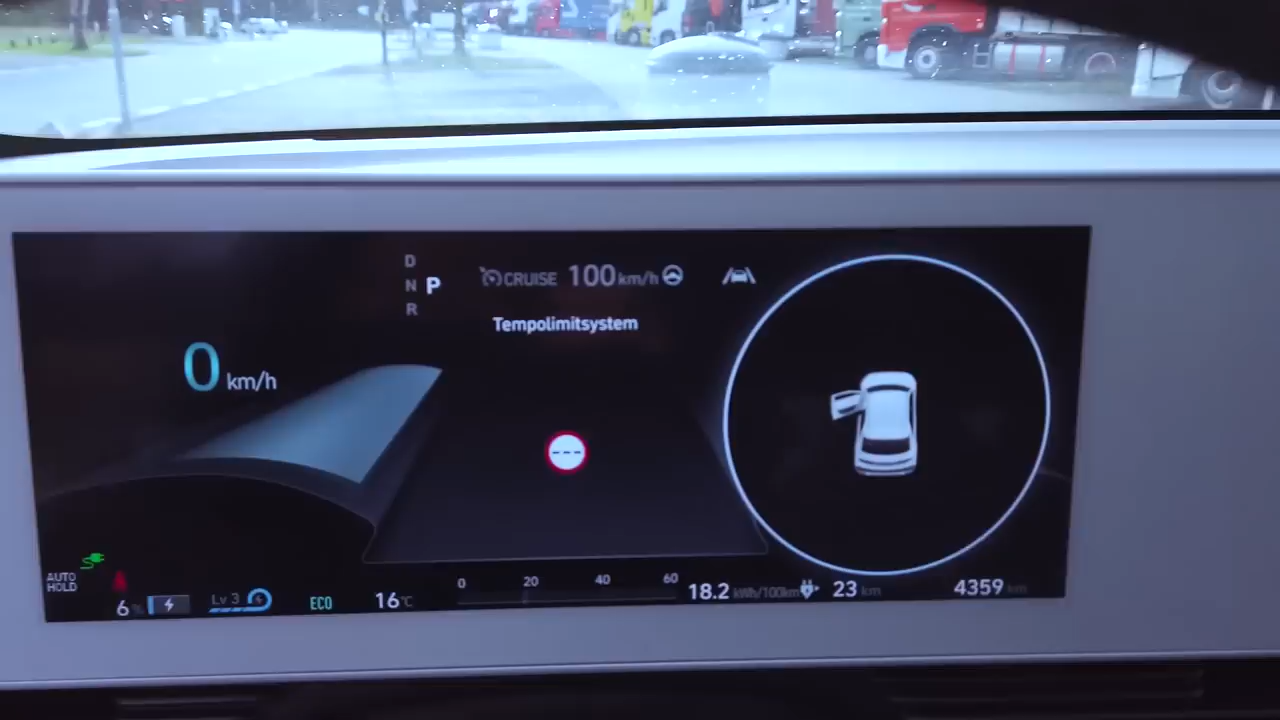 D
N P
R
CRUISE 100 km/h
Tempolimitsystem
0 km/h
---
AUTO
HOLD
6 %
Lv 3
ECO
16 °C
0 20 40 60
18.2 kWh/100km
23 km
4359 km